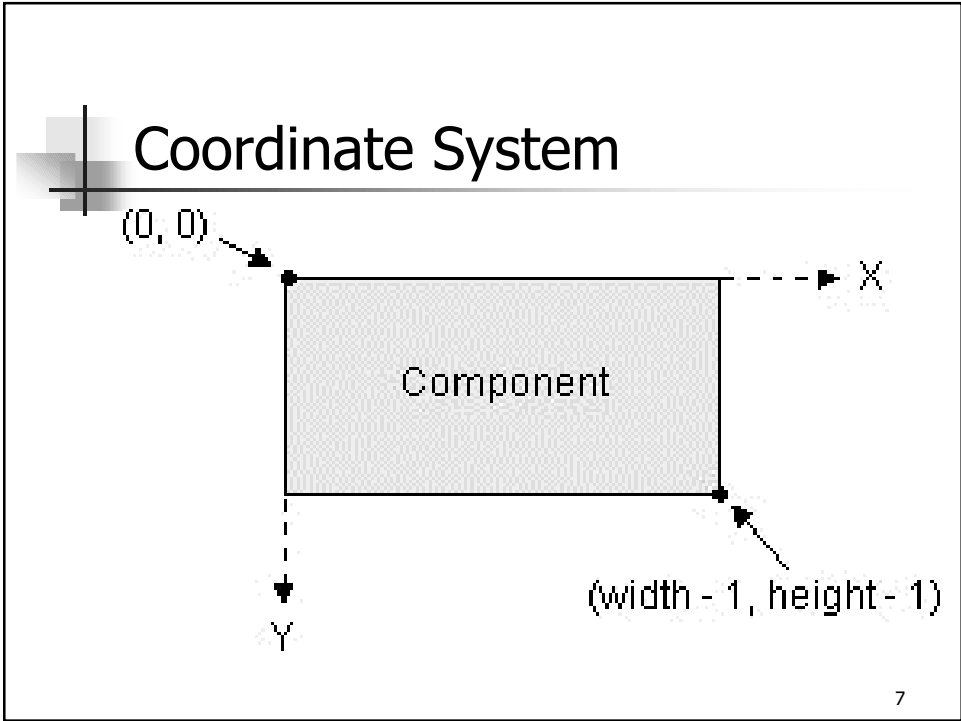 Coordinate System
(0, 0)
X
Component
(width - 1, height - 1)
Y
7